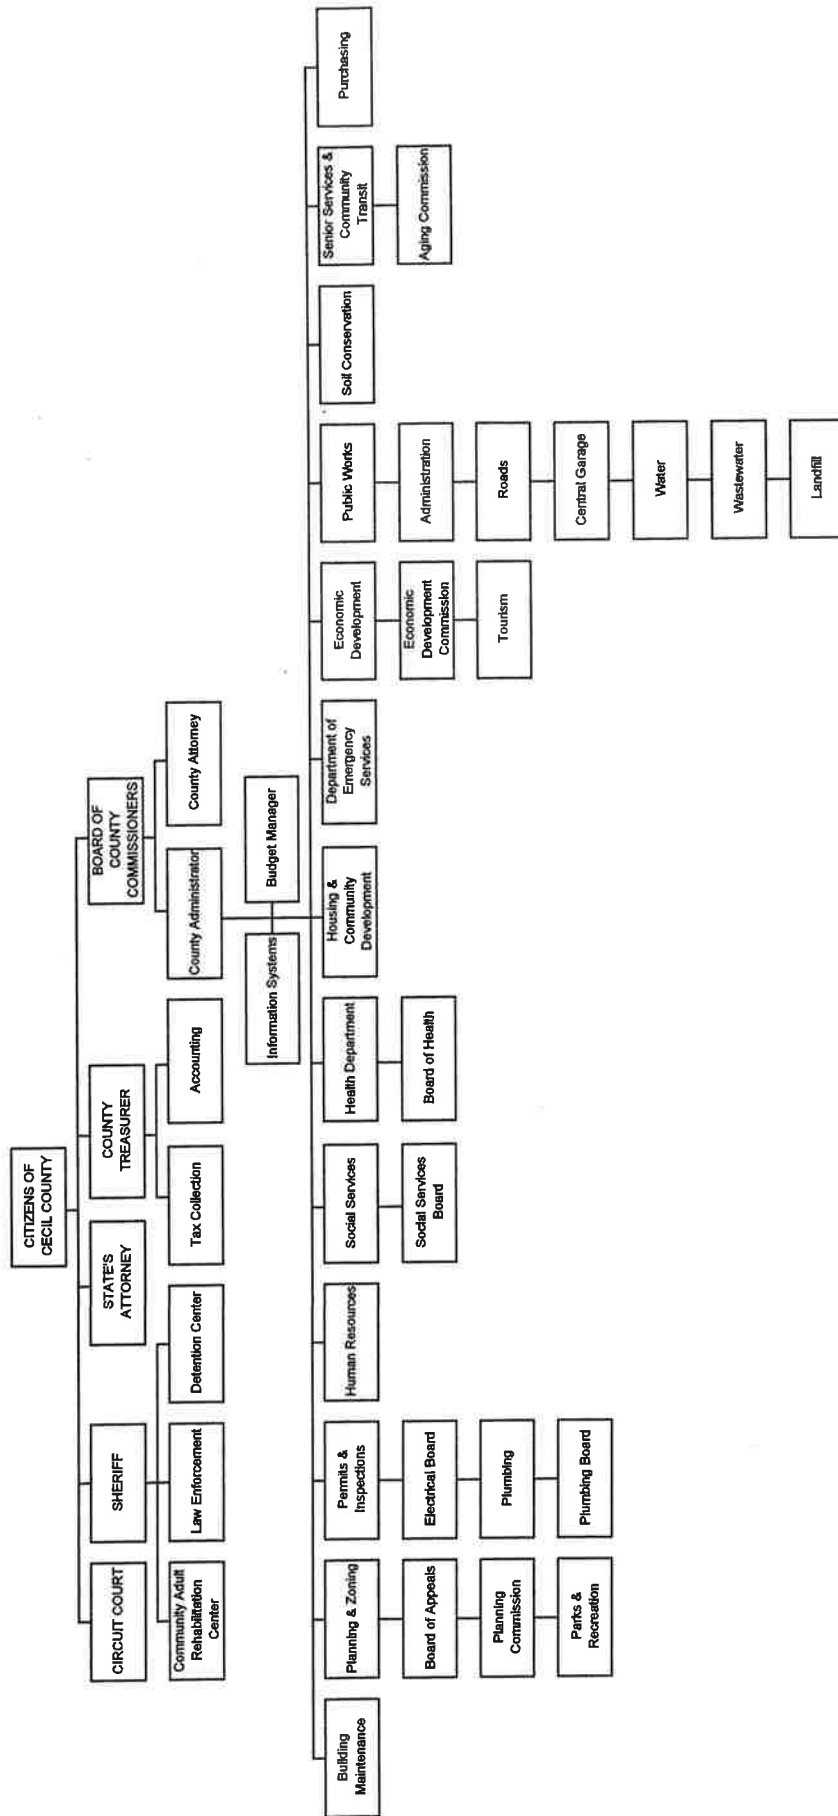 CITIZENS OF
CECIL COUNTY
CIRCUIT COURT
SHERIFF
STATE'S
ATTORNEY
COUNTY
TREASURER
BOARD OF
COUNTY
COMMISSIONERS
Community Adult
Rehabilitation
Center
Law Enforcement
Detention Center
Tax Collection
Accounting
County Administrator
County Attorney
Information Systems
Budget Manager
Building
Maintenance
Planning & Zoning
Permits &
Inspections
Human Resources
Social Services
Health Department
Housing &
Community
Development
Department of
Emergency
Services
Economic
Development
Public Works
Soil Conservation
Senior Services &
Community
Transit
Purchasing
Board of Appeals
Electrical Board
Social Services
Board
Board of Health
Economic
Development
Commission
Administration
Aging Commission
Planning
Commission
Plumbing
Tourism
Roads
Parks &
Recreation
Plumbing Board
Central Garage
Water
Wastewater
Landfill